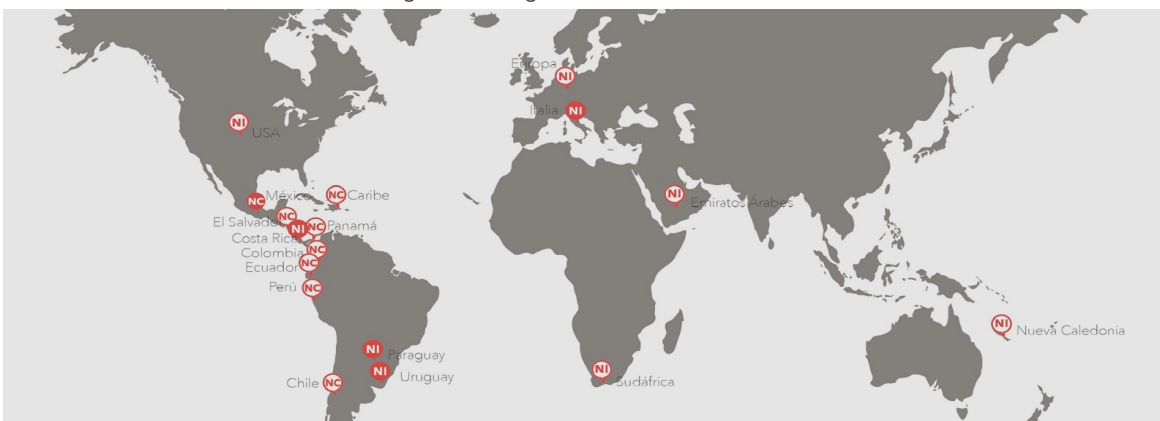 Europa
NI
Italia NI
NI
USA
NC México
NC Caribe
NI
Emiratos Arabes
NC
El Salvador
NI
NC Panamá
Costa Rica
Colombia NC
Ecuador NC
Perú NC
NI
Nueva Caledonia
NI
Paraguay
NI
Uruguay
Chile NC
NI
Sudáfrica